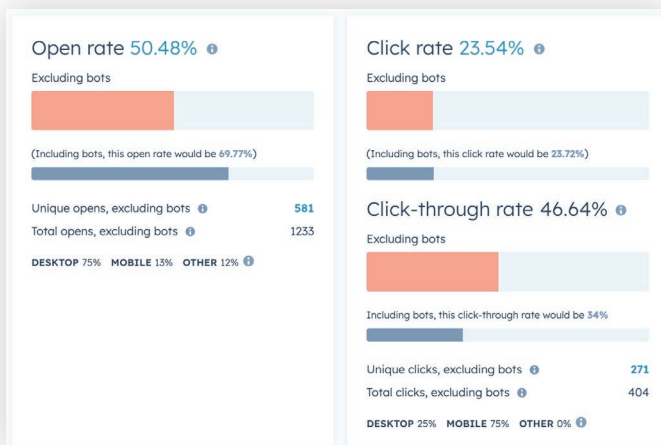 Open rate 50.48%
Excluding bots
(Including bots, this open rate would be 69.77%)
Unique opens, excluding bots 581
Total opens, excluding bots 1233
DESKTOP 75% MOBILE 13% OTHER 12%
Click rate 23.54%
Excluding bots
(Including bots, this click rate would be 23.72%)
Click-through rate 46.64%
Excluding bots
Including bots, this click-through rate would be 34%
Unique clicks, excluding bots 271
Total clicks, excluding bots 404
DESKTOP 25% MOBILE 75% OTHER 0%